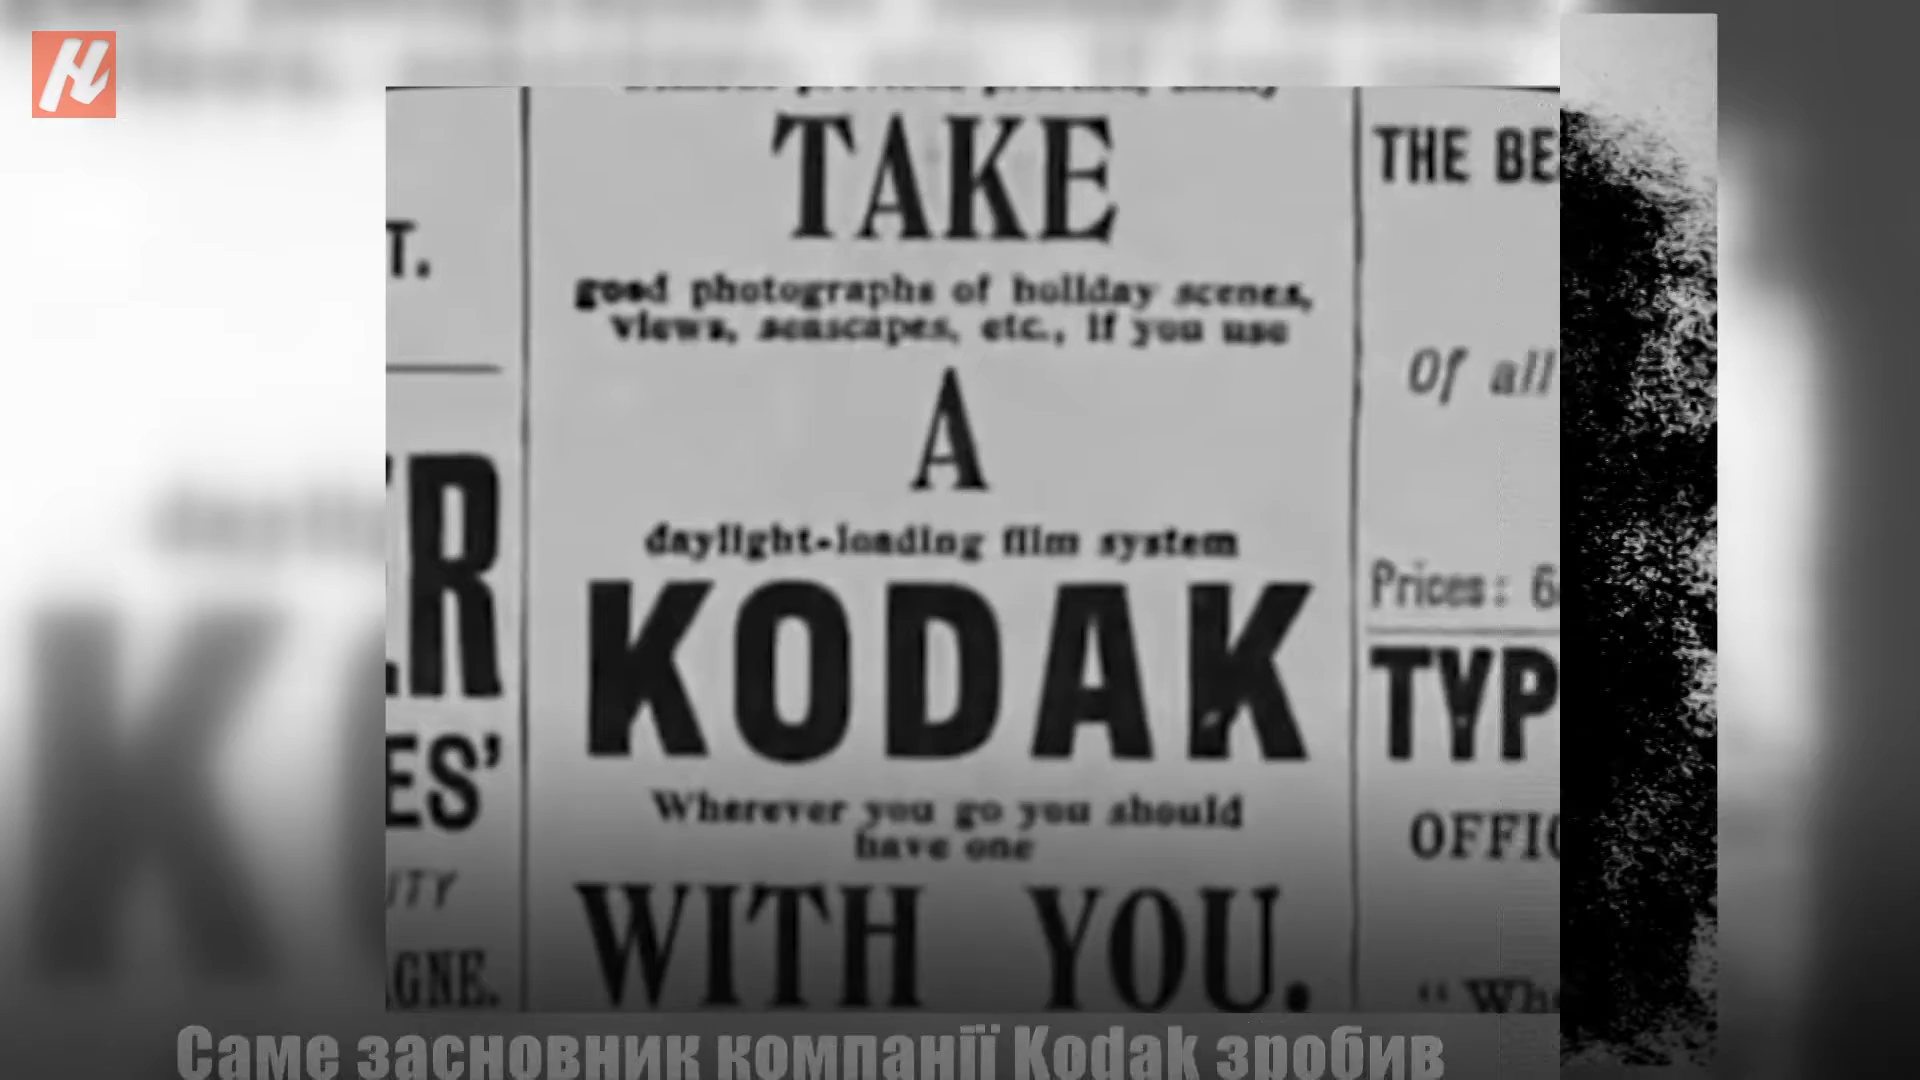 TAKE
good photographs of holiday scenes,
views, seascapes, etc., if you use
A
daylight-loading film system
KODAK
Wherever you go you should
have one
WITH YOU.
T.
R
ES'
ITY
GNE.
THE BE
Of all
Prices: 6
TYP
OFFIC
"Whe
Саме засновник компанії Kodak зробив